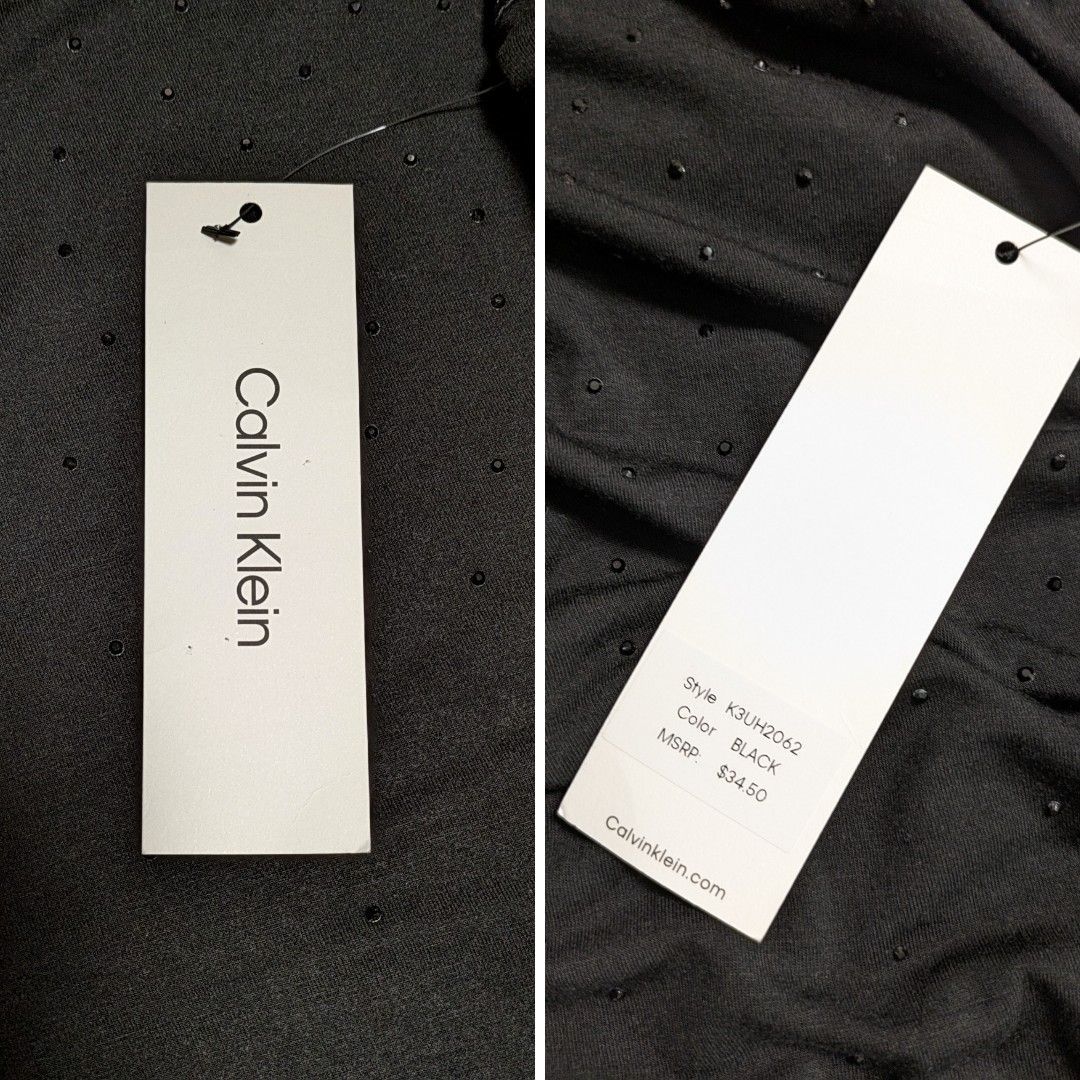 Calvin Klein
Style K3UH2062
Color BLACK
MSRP: $34.50
Calvinklein.com